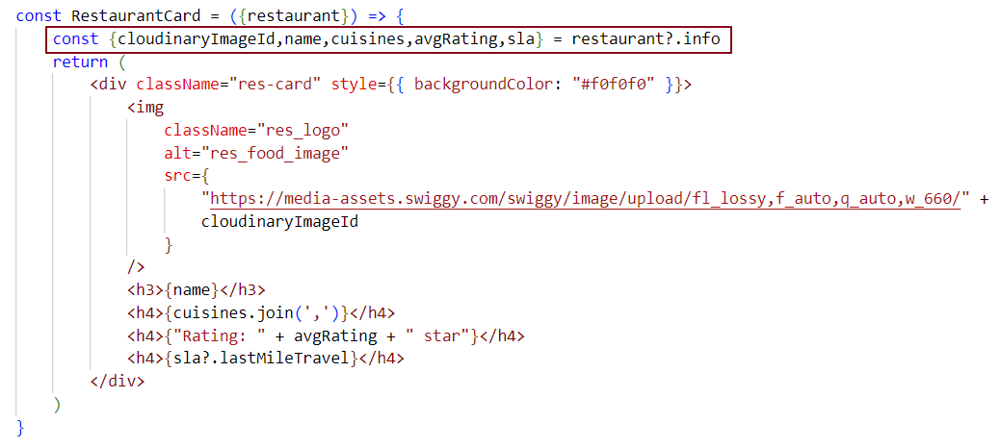 const RestaurantCard = ({restaurant}) => {
    const {cloudinaryImageId,name,cuisines,avgRating,sla} = restaurant?.info
    return (
        <div className="res-card" style={{ backgroundColor: "#f0f0f0" }}>
            <img
                className="res_logo"
                alt="res_food_image"
                src={
                    "https://media-assets.swiggy.com/swiggy/image/upload/fl_lossy,f_auto,q_auto,w_660/" +
                    cloudinaryImageId
                }
            />
            <h3>{name}</h3>
            <h4>{cuisines.join(',')}</h4>
            <h4>{"Rating: " + avgRating + " star"}</h4>
            <h4>{sla?.lastMileTravel}</h4>
        </div>
    )
}